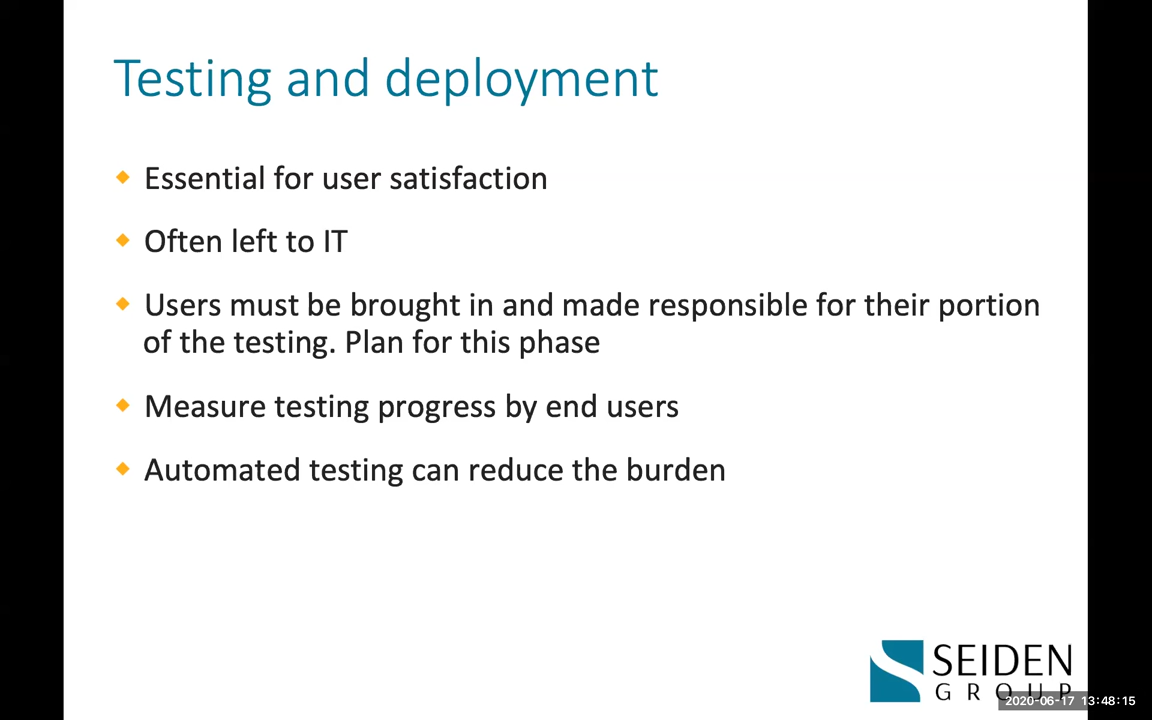 Testing and deployment
Essential for user satisfaction
Often left to IT
Users must be brought in and made responsible for their portion
of the testing. Plan for this phase
Measure testing progress by end users
Automated testing can reduce the burden
SEIDEN
GROUP
2020-06-17 13:48:15